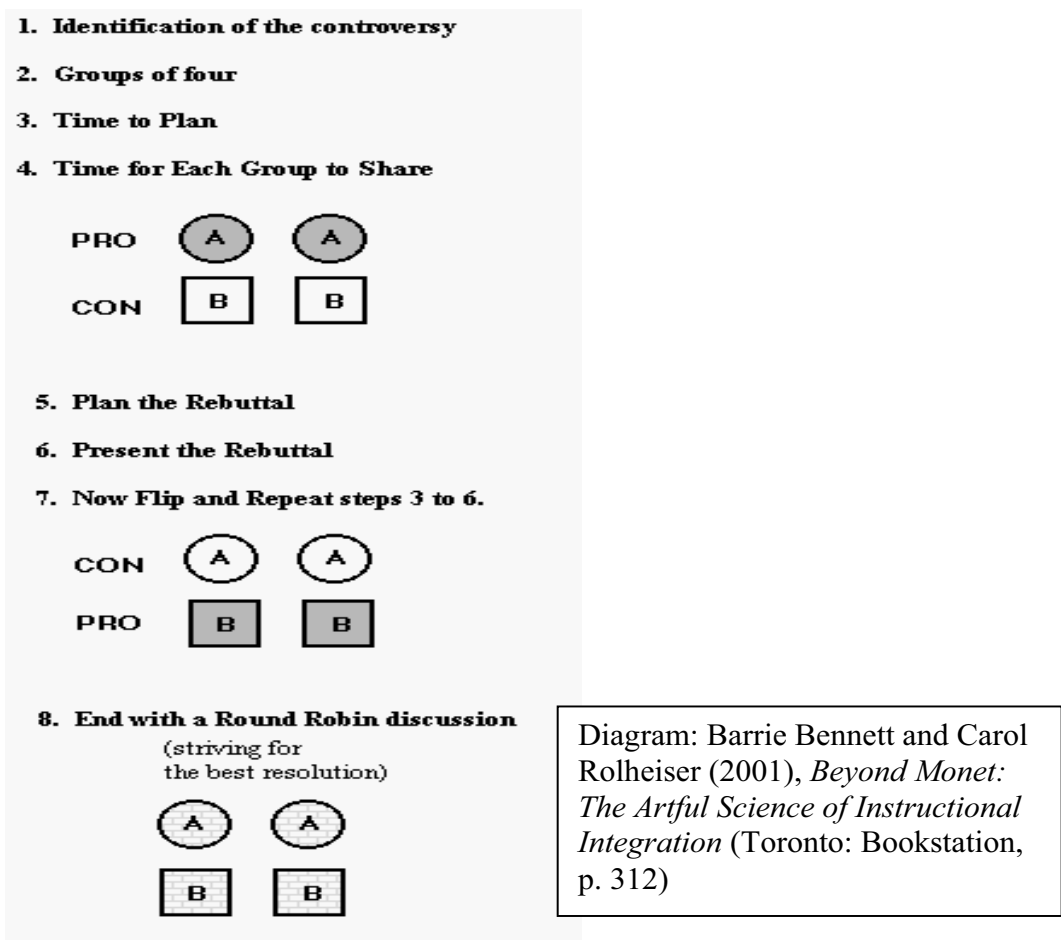 1. Identification of the controversy
2. Groups of four
3. Time to Plan
4. Time for Each Group to Share
PRO A A
CON B B
5. Plan the Rebuttal
6. Present the Rebuttal
7. Now Flip and Repeat steps 3 to 6.
CON A A
PRO B B
8. End with a Round Robin discussion
(striving for
the best resolution)
A A
B B
Diagram: Barrie Bennett and Carol
Rolheiser (2001), Beyond Monet:
The Artful Science of Instructional
Integration (Toronto: Bookstation,
p. 312)